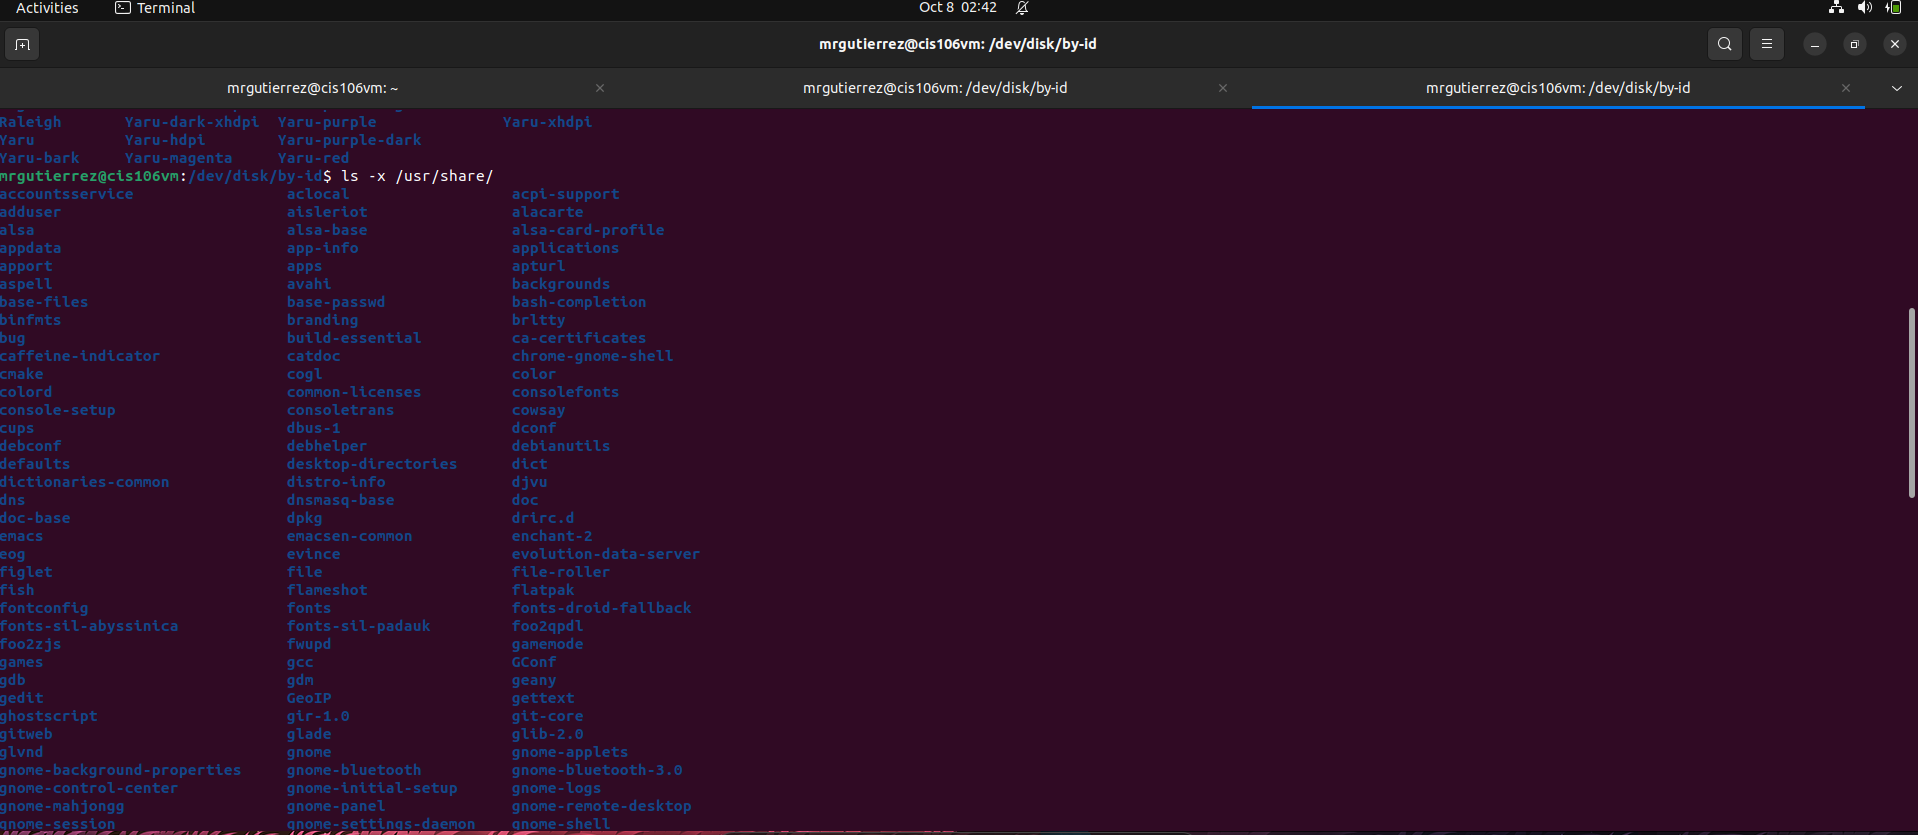 Activities Terminal Oct 8 02:42
mrgutierrez@cis106vm: /dev/disk/by-id
mrgutierrez@cis106vm: ~ mrgutierrez@cis106vm: /dev/disk/by-id mrgutierrez@cis106vm: /dev/disk/by-id
Raleigh Yaru-dark-xhdpi Yaru-purple Yaru-xhdpi
Yaru Yaru-hdpi Yaru-purple-dark
Yaru-bark Yaru-magenta Yaru-red
mrgutierrez@cis106vm:/dev/disk/by-id$ ls -x /usr/share/
accountsservice aclocal acpi-support
adduser aisleriot alacarte
alsa alsa-base alsa-card-profile
appdata app-info applications
apport apps apturl
aspell avahi backgrounds
base-files base-passwd bash-completion
binfmts branding brltty
bug build-essential ca-certificates
caffeine-indicator catdoc chrome-gnome-shell
cmake cogl color
colord common-licenses consolefonts
console-setup consoletrans cowsay
cups dbus-1 dconf
debconf debhelper debianutils
defaults desktop-directories dict
dictionaries-common distro-info djvu
dns dnsmasq-base doc
doc-base dpkg drirc.d
emacs emacsen-common enchant-2
eog evince evolution-data-server
figlet file file-roller
fish flameshot flatpak
fontconfig fonts fonts-droid-fallback
fonts-sil-abyssinica fonts-sil-padauk foo2qpdl
foo2zjs fwupd gamemode
games gcc GConf
gdb gdm geany
gedit GeoIP gettext
ghostscript gir-1.0 git-core
gitweb glade glib-2.0
glvnd gnome gnome-applets
gnome-background-properties gnome-bluetooth gnome-bluetooth-3.0
gnome-control-center gnome-initial-setup gnome-logs
gnome-mahjongg gnome-panel gnome-remote-desktop
gnome-session gnome-settings-daemon gnome-shell